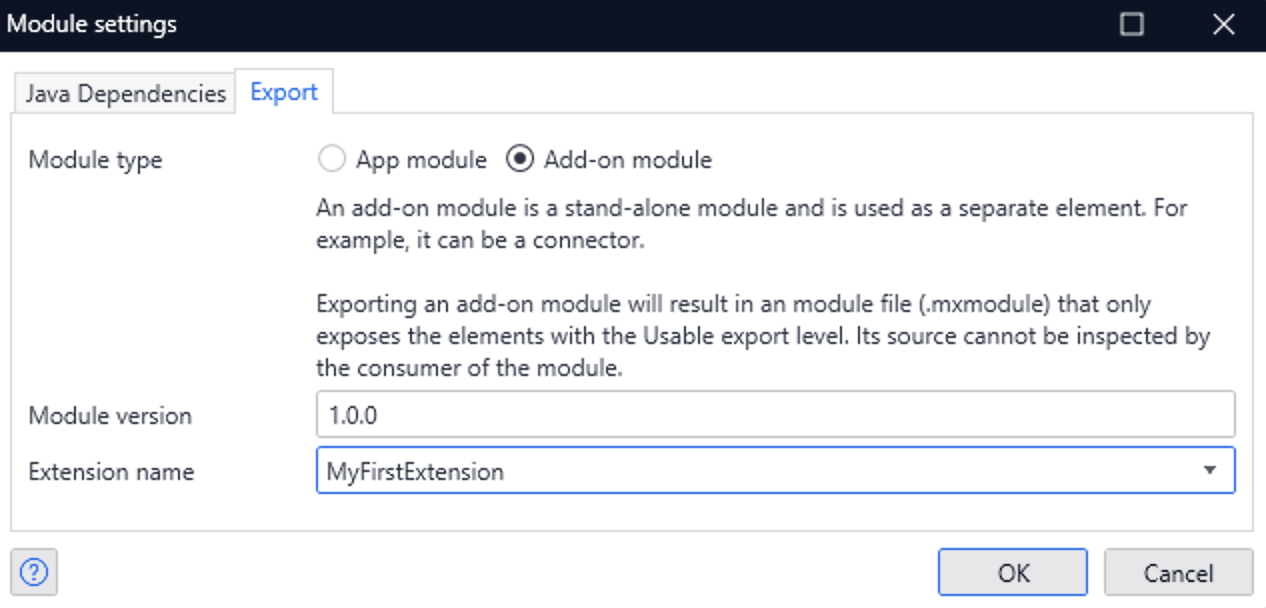 Module settings
Java Dependencies Export
Module type App module Add-on module
An add-on module is a stand-alone module and is used as a separate element. For
example, it can be a connector.
Exporting an add-on module will result in an module file (.mxmodule) that only
exposes the elements with the Usable export level. Its source cannot be inspected by
the consumer of the module.
Module version 1.0.0
Extension name MyFirstExtension
? OK Cancel